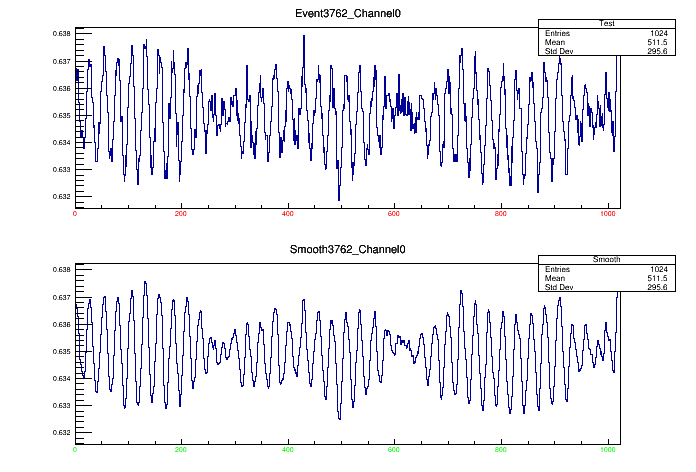 Event3762_Channel0
Test
Entries 1024
Mean 511.5
Std Dev 295.6
0.638
0.637
0.636
0.635
0.634
0.633
0.632
0 200 400 600 800 1000
Smooth3762_Channel0
Smooth
Entries 1024
Mean 511.5
Std Dev 295.6
0.638
0.637
0.636
0.635
0.634
0.633
0.632
0 200 400 600 800 1000